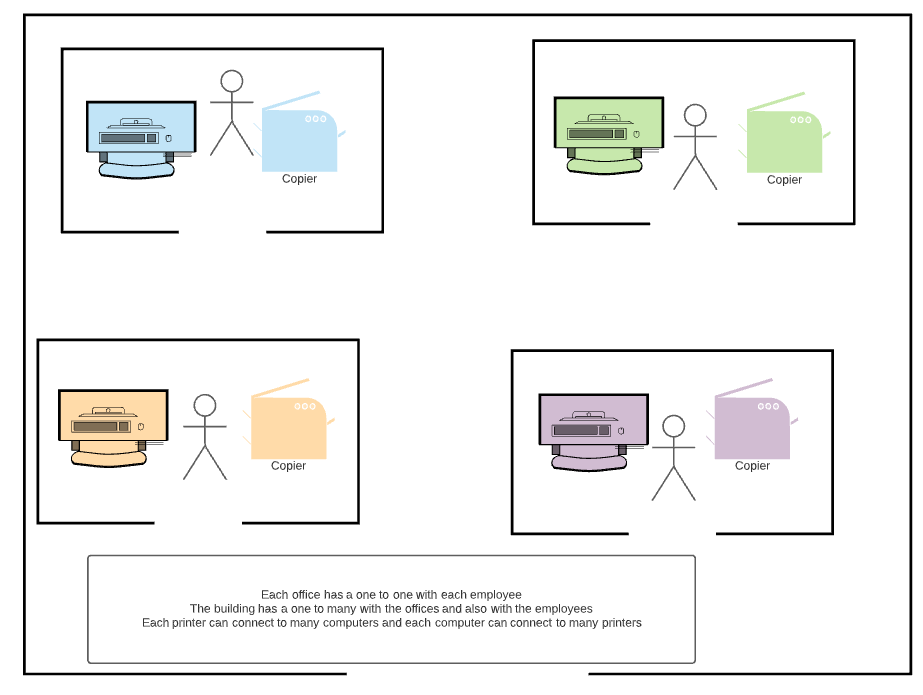 Copier
Copier
Copier
Copier
Each office has a one to one with each employee
The building has a one to many with the offices and also with the employees
Each printer can connect to many computers and each computer can connect to many printers